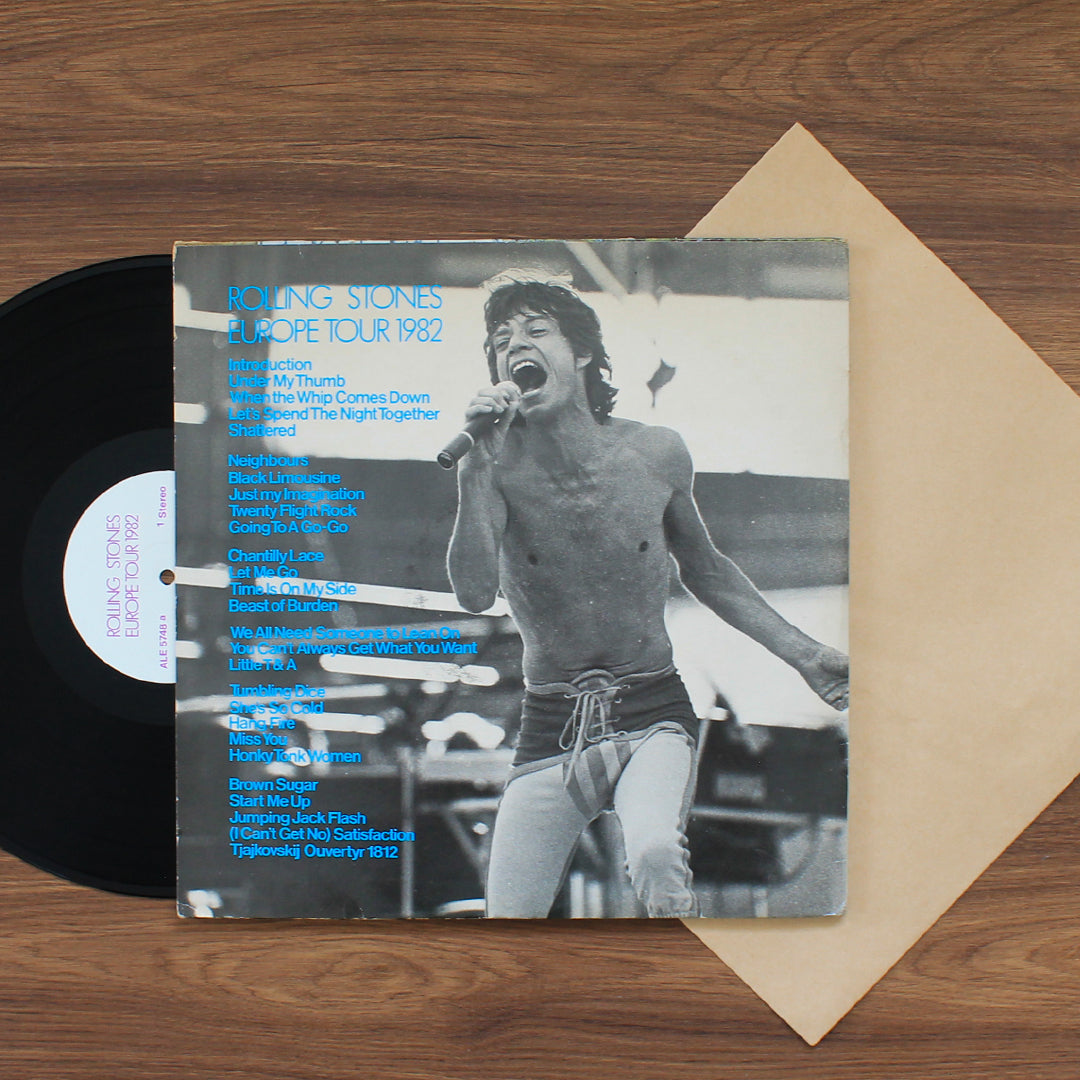 ROLLING STONES
EUROPE TOUR 1982
Introduction
Under My Thumb
When the Whip Comes Down
Let's Spend The Night Together
Shattered
Neighbours
Black Limousine
Just my Imagination
Twenty Flight Rock
Going To A Go-Go
Chantilly Lace
Let Me Go
Time Is On My Side
Beast of Burden
We All Need Someone to Lean On
You Can't Always Get What You Want
Little T & A
Tumbling Dice
She's So Cold
Hang Fire
Miss You
Honky Tonk Women
Brown Sugar
Start Me Up
Jumping Jack Flash
(I Can't Get No) Satisfaction
Tjajkovskij Ouvertyr 1812
ROLLING STONES
EUROPE TOUR 1982
1 Stereo
ALE 5748 a